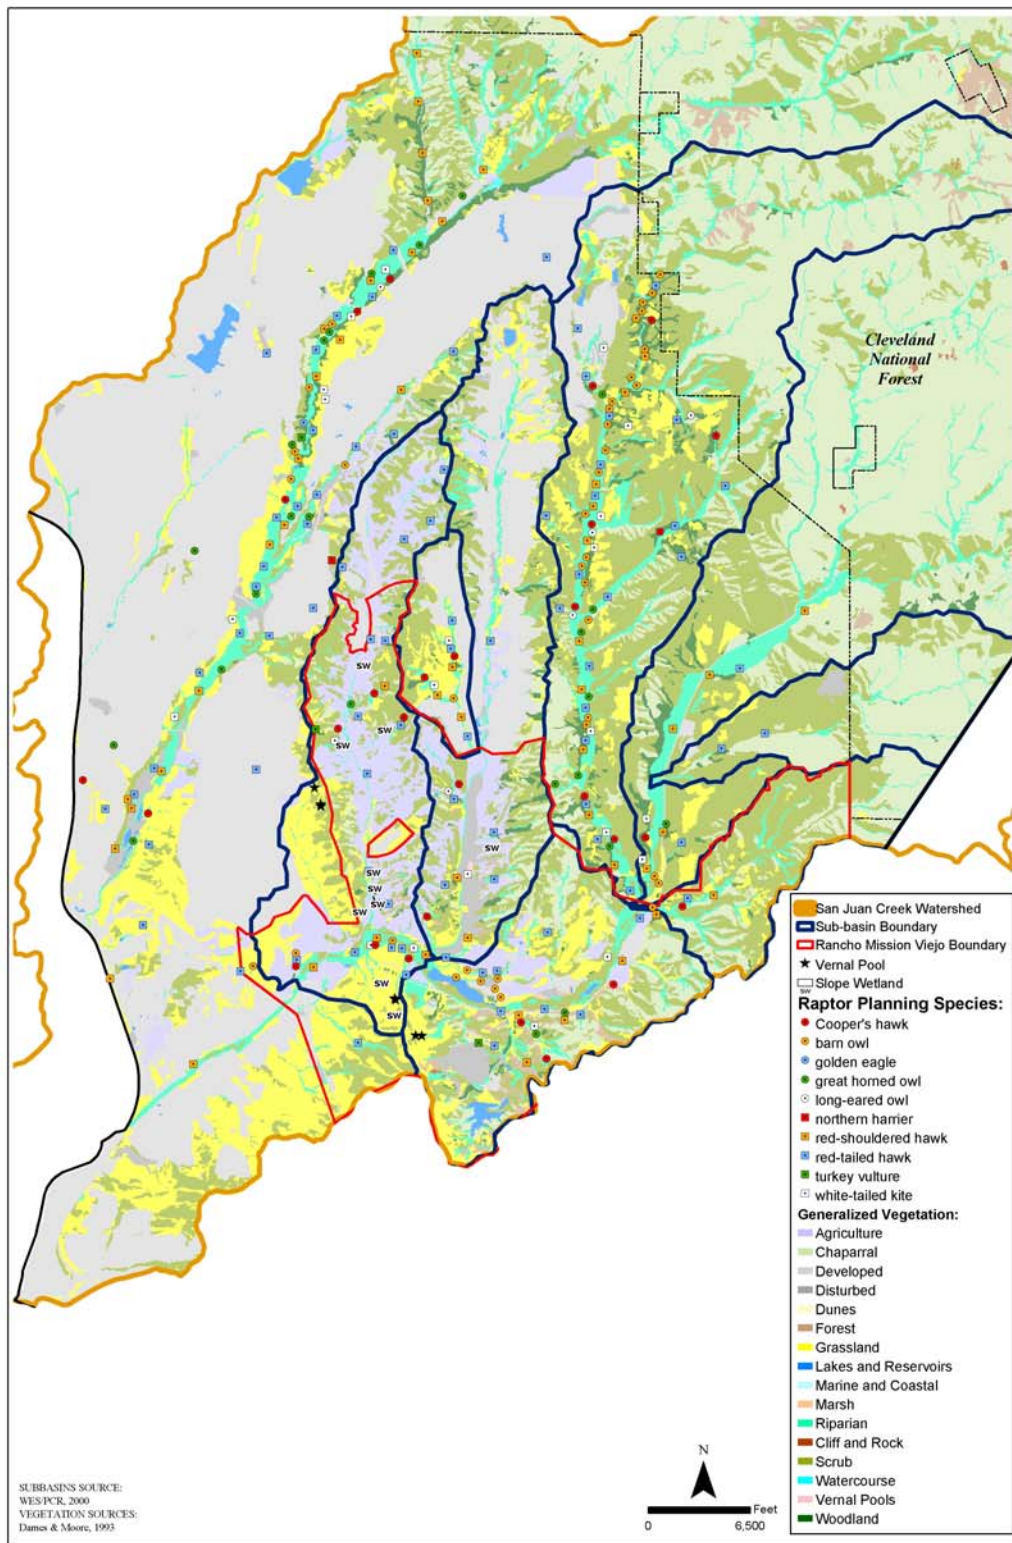 Cleveland
National
Forest
SW
SW
SW
SW
SW
SW
SW
SW
SW
SW
San Juan Creek Watershed
Sub-basin Boundary
Rancho Mission Viejo Boundary
Vernal Pool
Slope Wetland
SW
Raptor Planning Species:
Cooper's hawk
barn owl
golden eagle
great horned owl
long-eared owl
northern harrier
red-shouldered hawk
red-tailed hawk
turkey vulture
white-tailed kite
Generalized Vegetation:
Agriculture
Chaparral
Developed
Disturbed
Dunes
Forest
Grassland
Lakes and Reservoirs
Marine and Coastal
Marsh
Riparian
Cliff and Rock
Scrub
Watercourse
Vernal Pools
Woodland
N
Feet
0 6,500
SUBBASINS SOURCE:
WES/PCR, 2000
VEGETATION SOURCES:
Dames & Moore, 1993